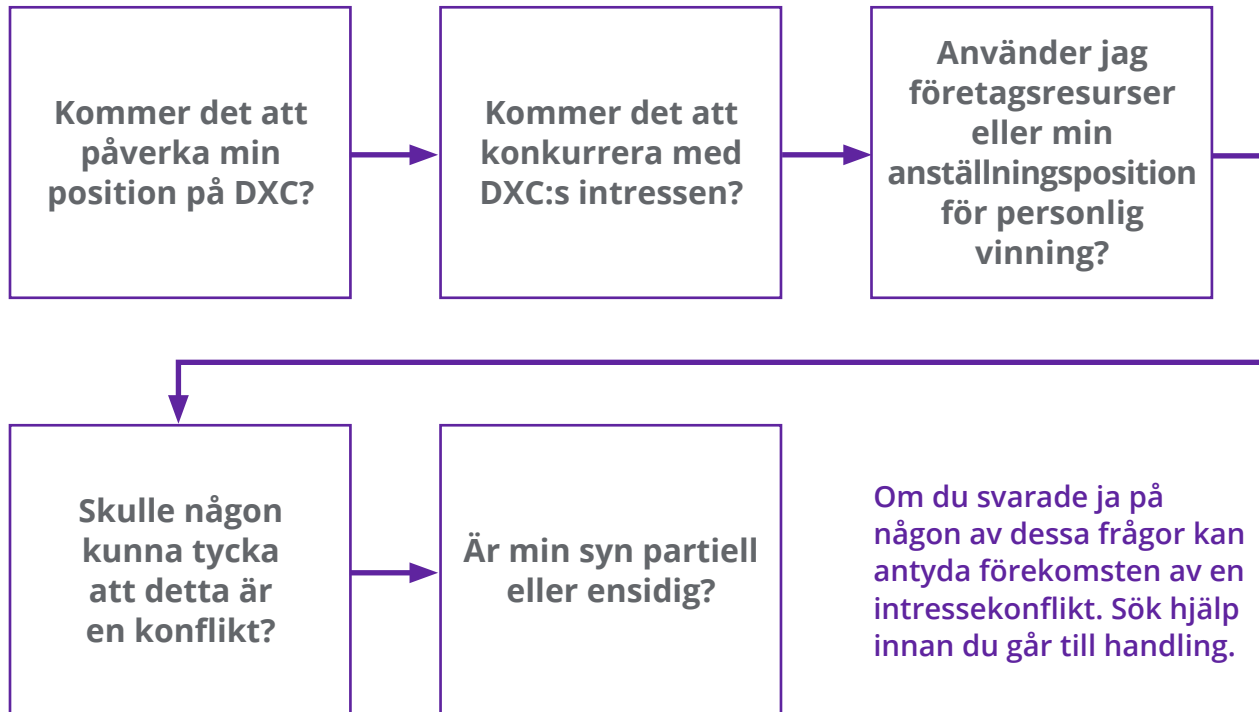 Kommer det att
påverka min
position på DXC?
Kommer det att
konkurrera med
DXC:s intressen?
Använder jag
företagsresurser
eller min
anställningsposition
för personlig
vinning?
Skulle någon
kunna tycka
att detta är
en konflikt?
Är min syn partiell
eller ensidig?
Om du svarade ja på
någon av dessa frågor kan
antyda förekomsten av en
intressekonflikt. Sök hjälp
innan du går till handling.